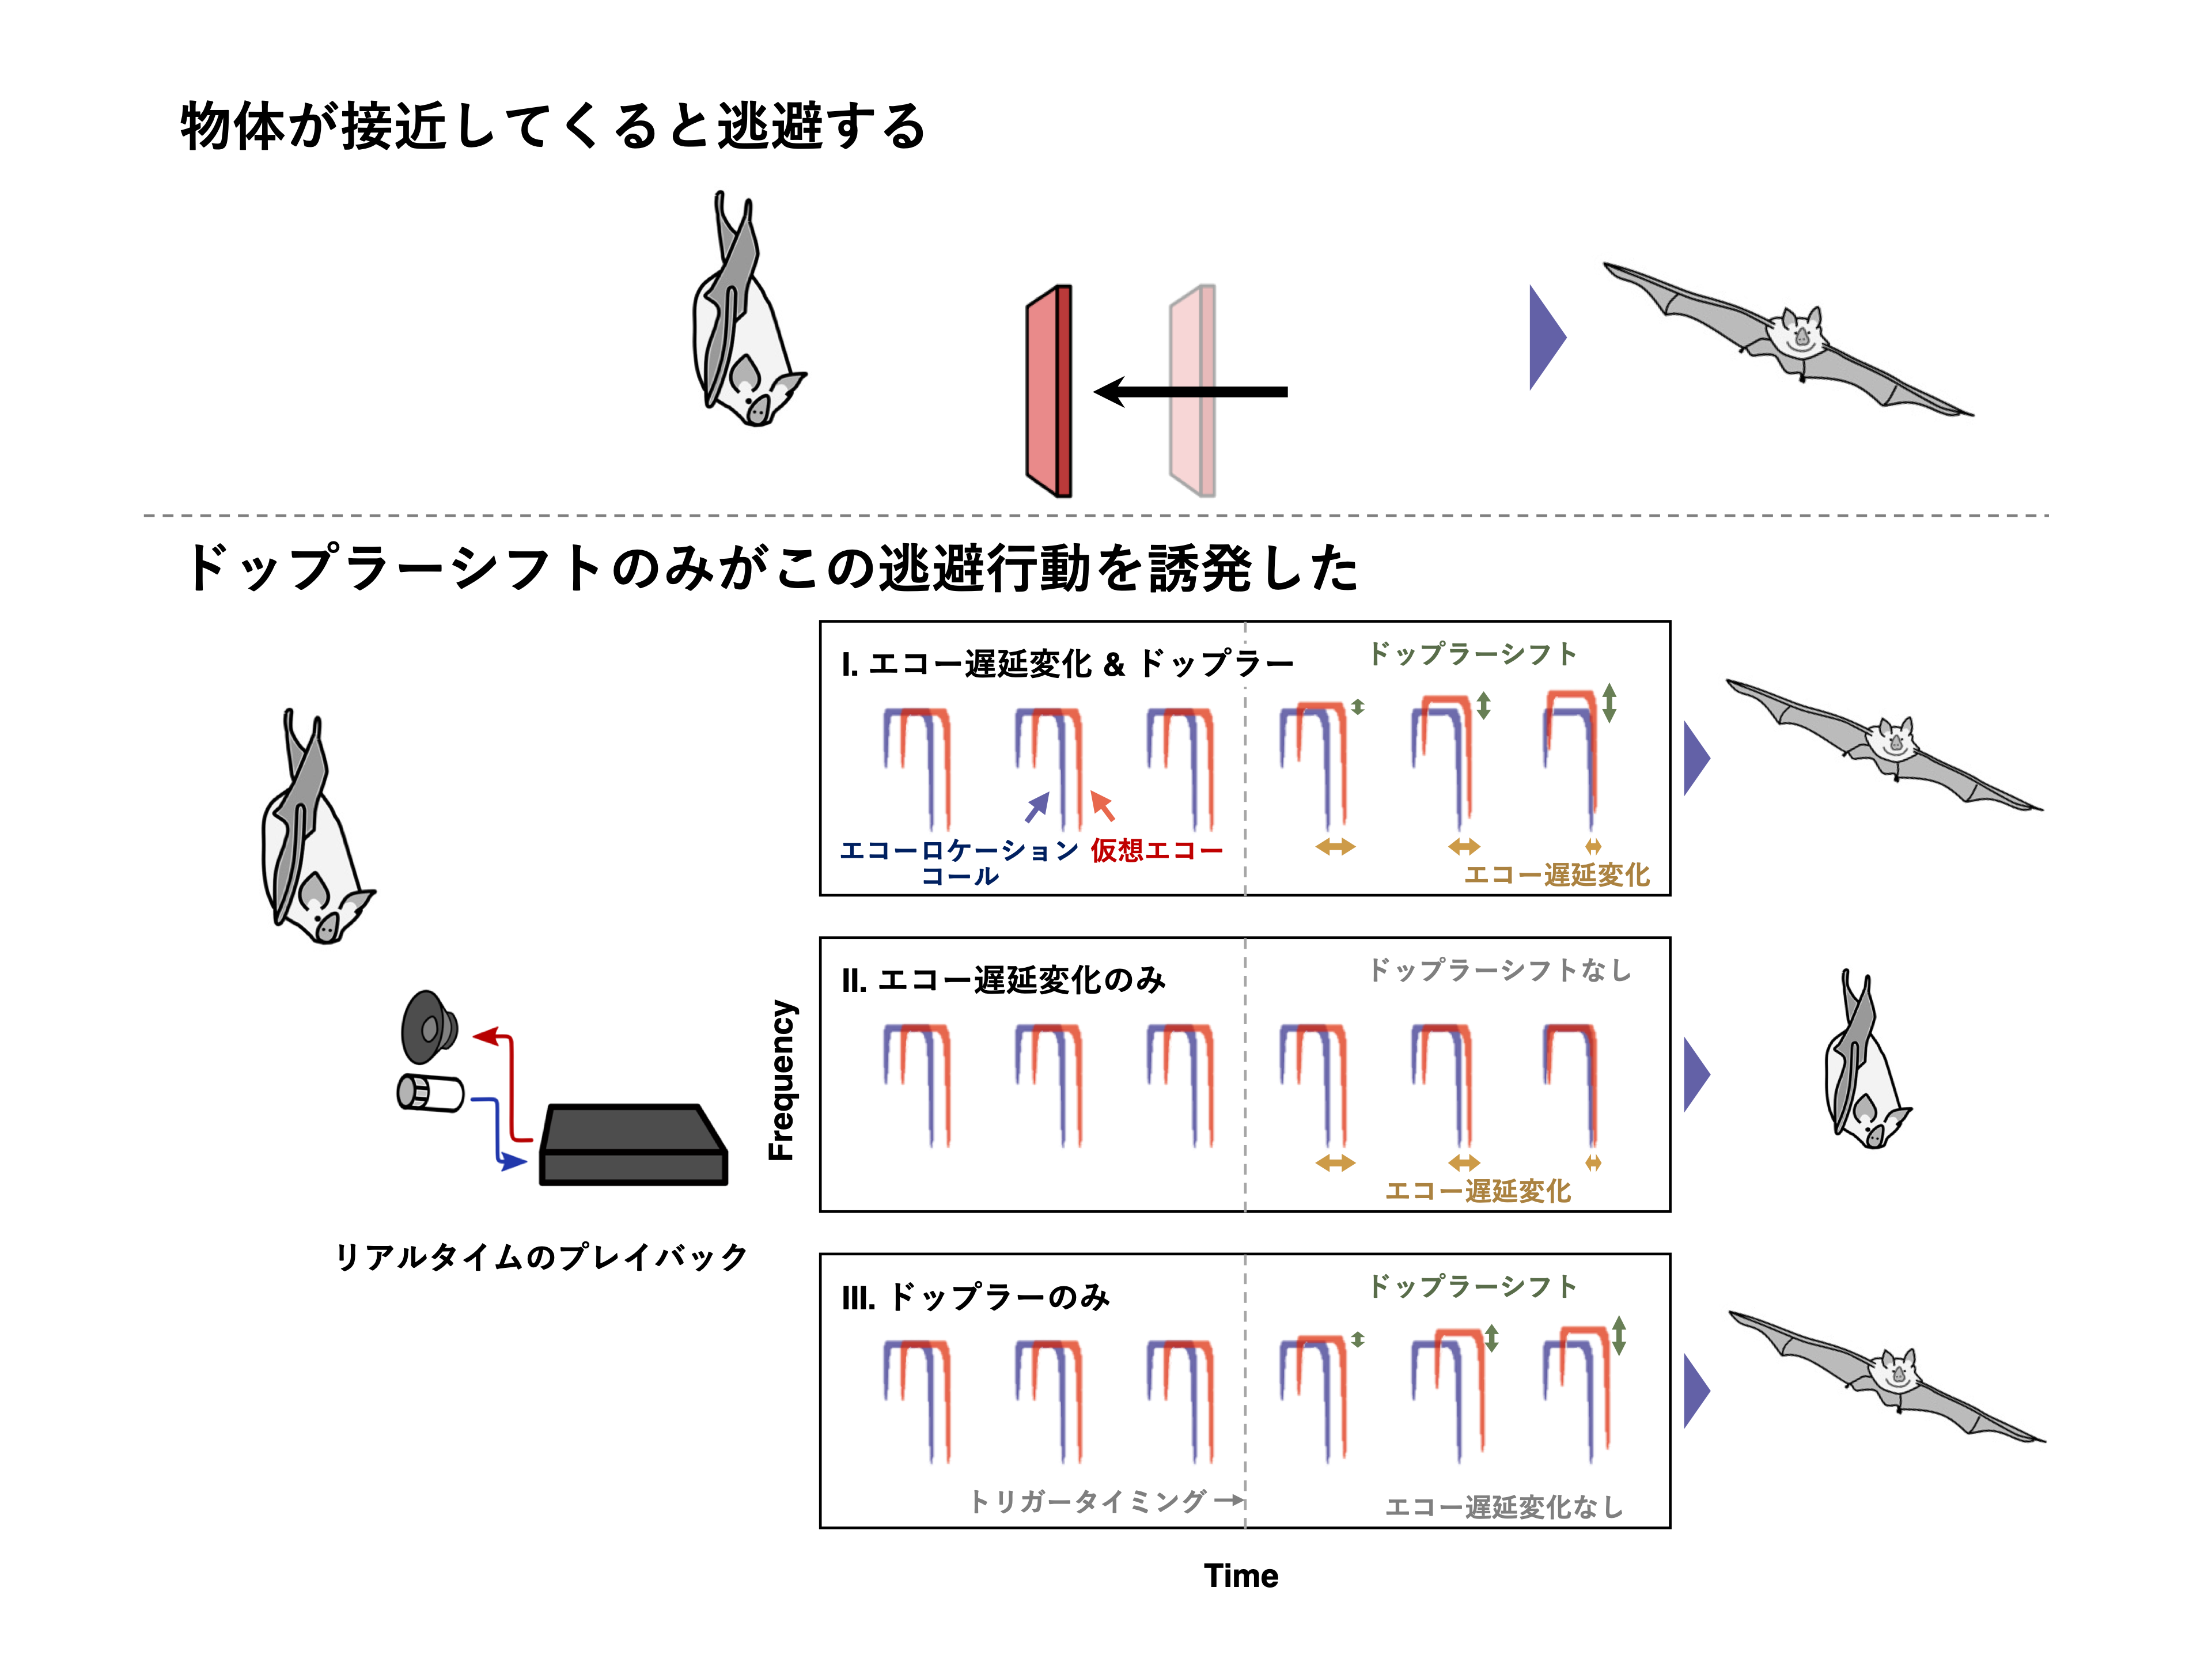 物体が接近してくると逃避する
ドップラーシフトのみがこの逃避行動を誘発した
I. エコー遅延変化 & ドップラー
ドップラーシフト
エコーロケーション
コール
仮想エコー
エコー遅延変化
II. エコー遅延変化のみ
ドップラーシフトなし
エコー遅延変化
Frequency
リアルタイムのプレイバック
III. ドップラーのみ
ドップラーシフト
トリガータイミング
エコー遅延変化なし
Time